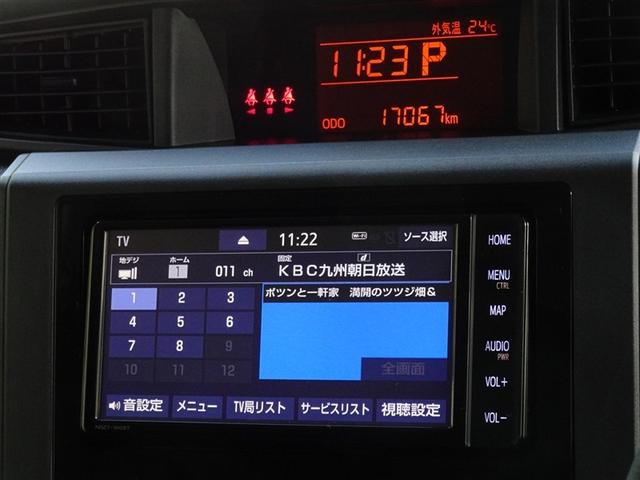 外気温 24℃
11:23 P
ODO 17067km
TV 11:22 Wi-Fi ソース選択
地デジ ホーム 1 011 ch 固定 d KBC九州朝日放送
ポツンと一軒家 満開のツツジ畑&
1 2 3
4 5 6
7 8 9
10 11 12
全画面
音設定 メニュー TV局リスト サービスリスト 視聴設定
HOME
MENU
CTRL
MAP
AUDIO
PWR
VOL+
VOL−